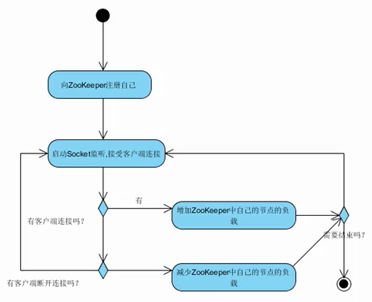 向ZooKeeper注册自己
启动Socket监听,接受客户端连接
有
有客户端连接吗?
增加ZooKeeper中自己的节点的负
载
需要结束吗?
有客户端断开连接吗?
减少ZooKeeper中自己的节点的负
载